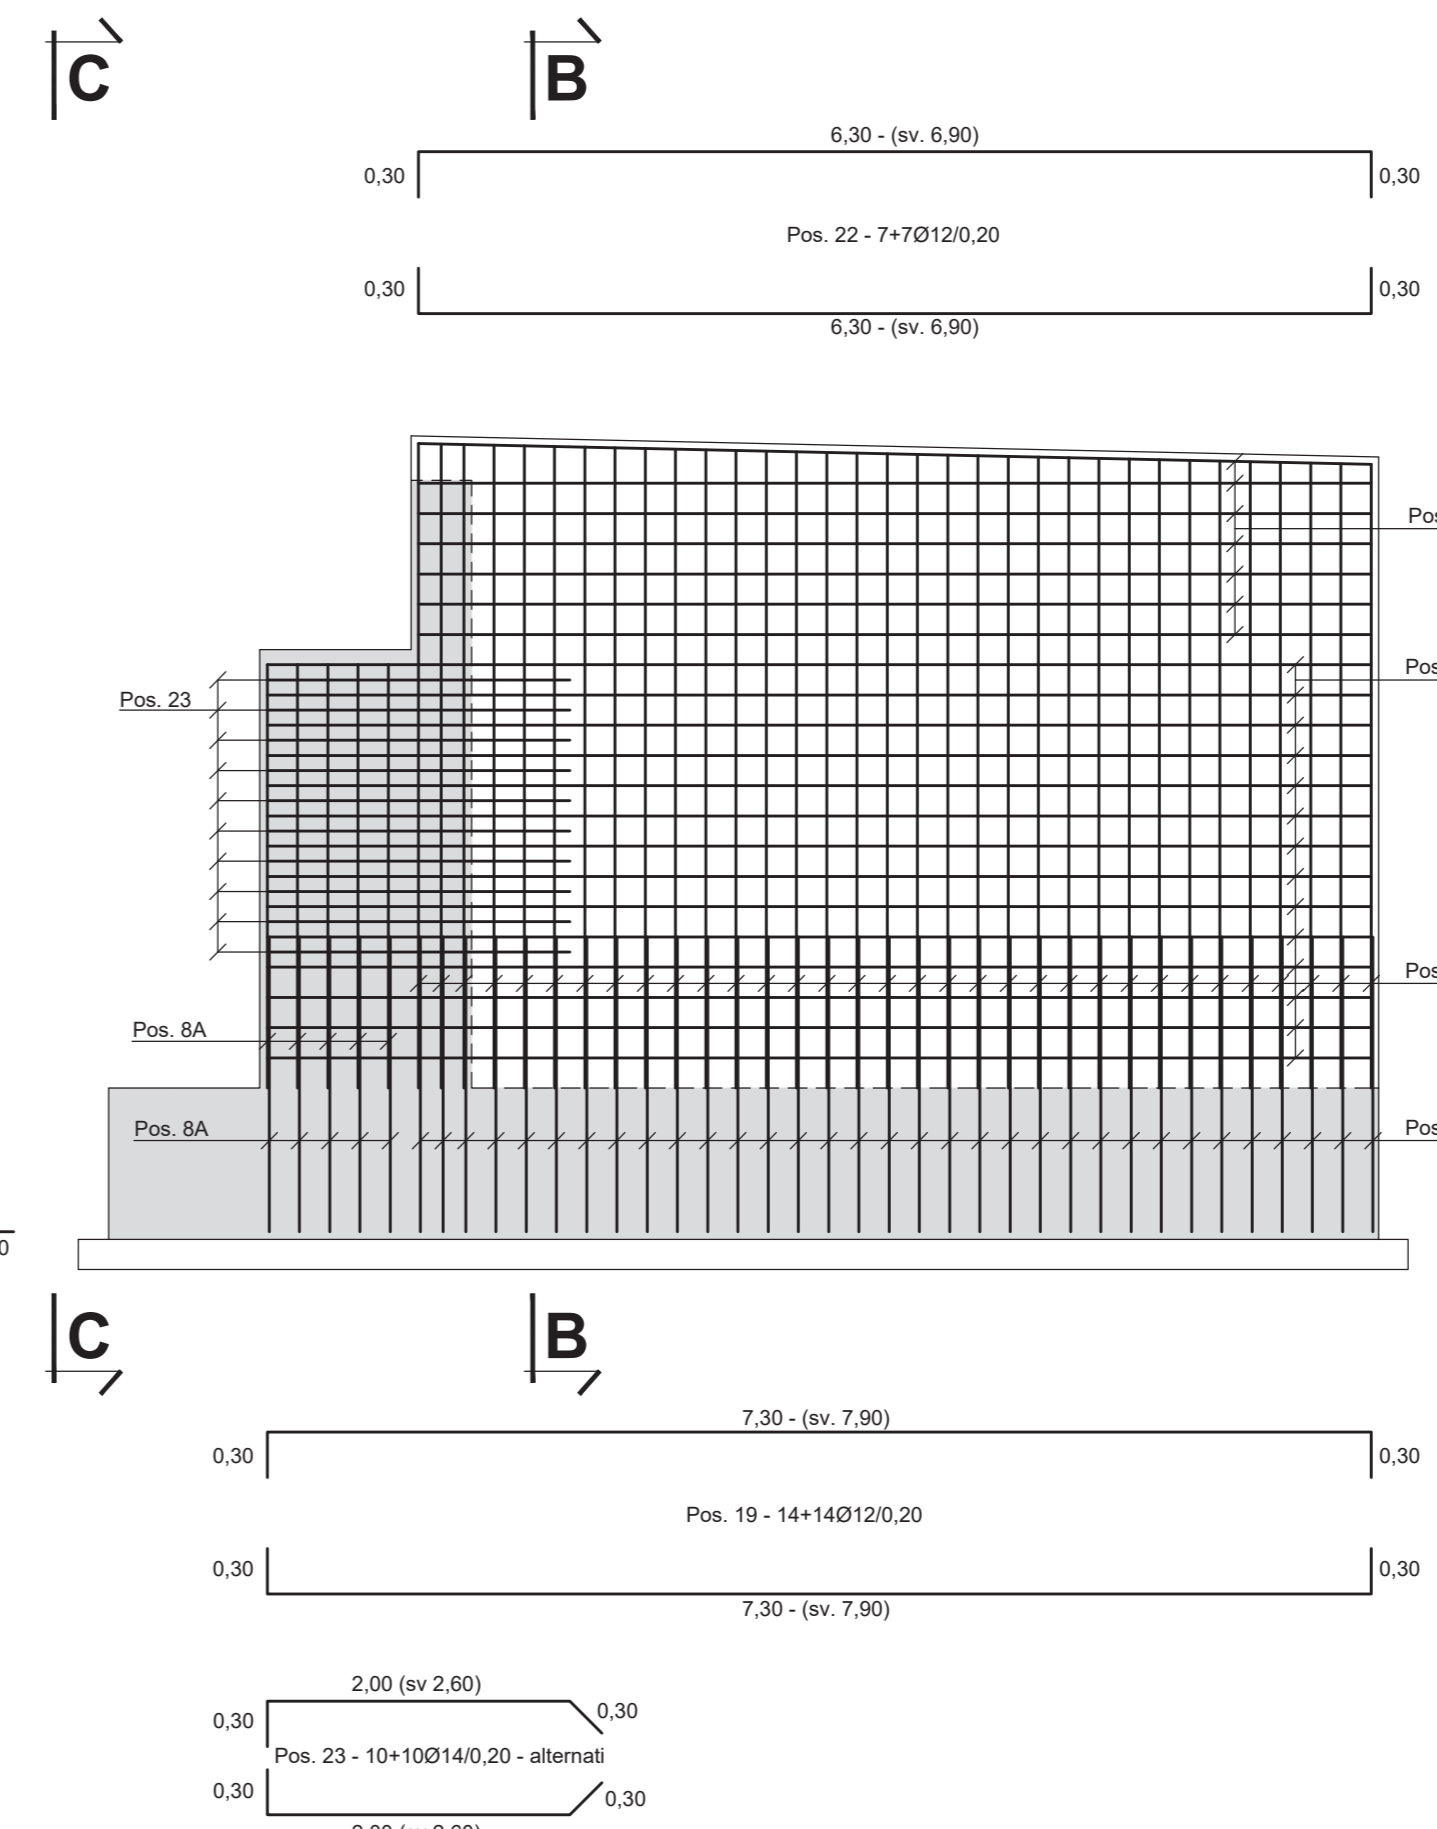 C
B
6,30 - (sv. 6,90)
0,30
0,30
Pos. 22 - 7+7Ø12/0,20
0,30
0,30
6,30 - (sv. 6,90)
Pos
Pos
Pos. 23
Pos
Pos. 8A
Pos. 8A
Pos
0
C
B
7,30 - (sv. 7,90)
0,30
0,30
Pos. 19 - 14+14Ø12/0,20
0,30
0,30
7,30 - (sv. 7,90)
2,00 (sv 2,60)
0,30
0,30
Pos. 23 - 10+10Ø14/0,20 - alternati
0,30
0,30